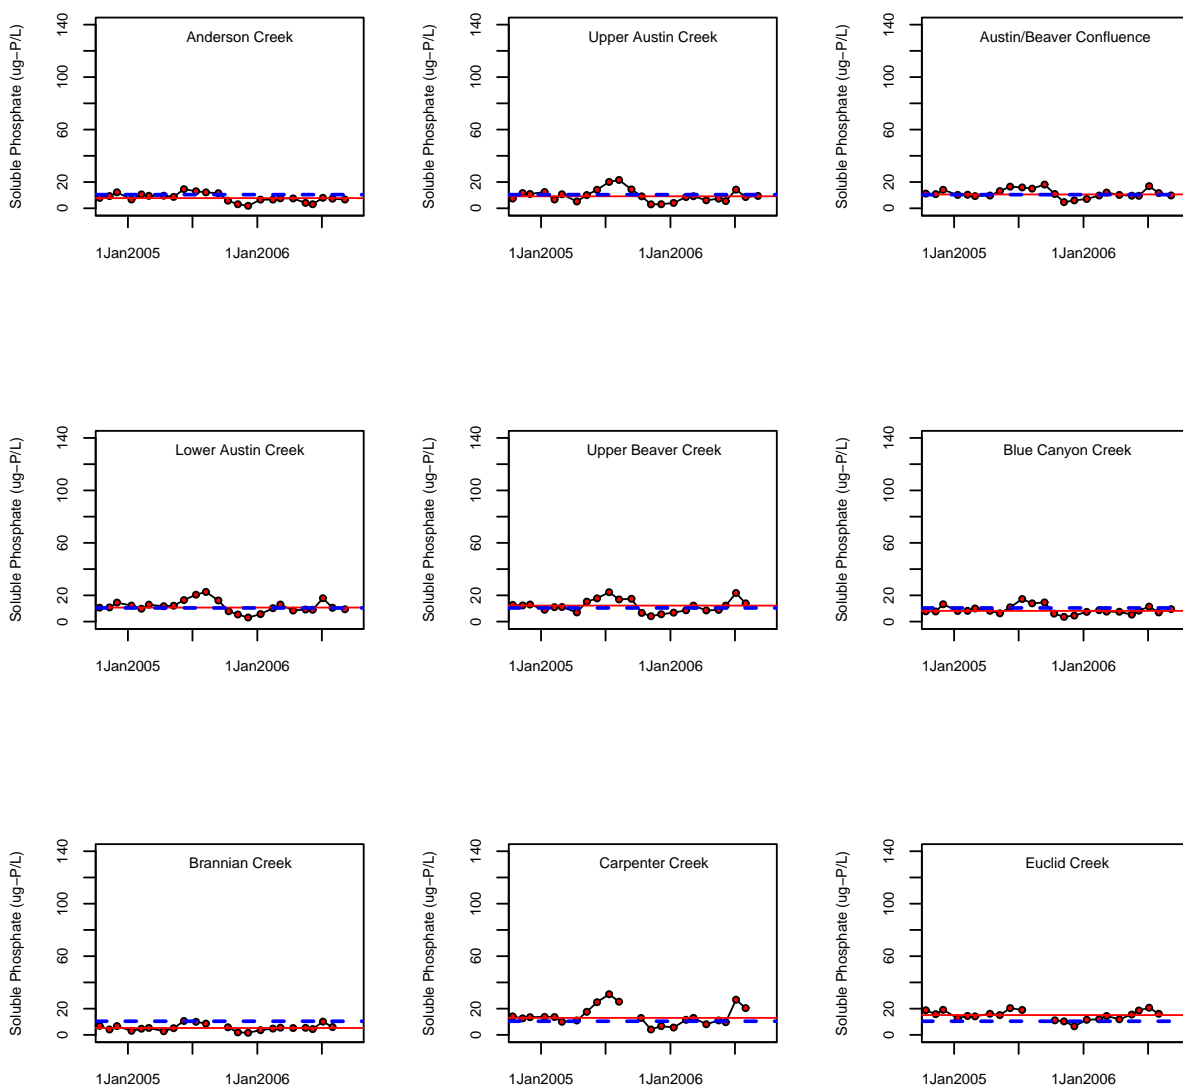 Anderson Creek
Soluble Phosphate (ug−P/L)
140
100
60
20
0
1Jan2005 1Jan2006
Upper Austin Creek
Soluble Phosphate (ug−P/L)
140
100
60
20
0
1Jan2005 1Jan2006
Austin/Beaver Confluence
Soluble Phosphate (ug−P/L)
140
100
60
20
0
1Jan2005 1Jan2006
Lower Austin Creek
Soluble Phosphate (ug−P/L)
140
100
60
20
0
1Jan2005 1Jan2006
Upper Beaver Creek
Soluble Phosphate (ug−P/L)
140
100
60
20
0
1Jan2005 1Jan2006
Blue Canyon Creek
Soluble Phosphate (ug−P/L)
140
100
60
20
0
1Jan2005 1Jan2006
Brannian Creek
Soluble Phosphate (ug−P/L)
140
100
60
20
0
1Jan2005 1Jan2006
Carpenter Creek
Soluble Phosphate (ug−P/L)
140
100
60
20
0
1Jan2005 1Jan2006
Euclid Creek
Soluble Phosphate (ug−P/L)
140
100
60
20
0
1Jan2005 1Jan2006